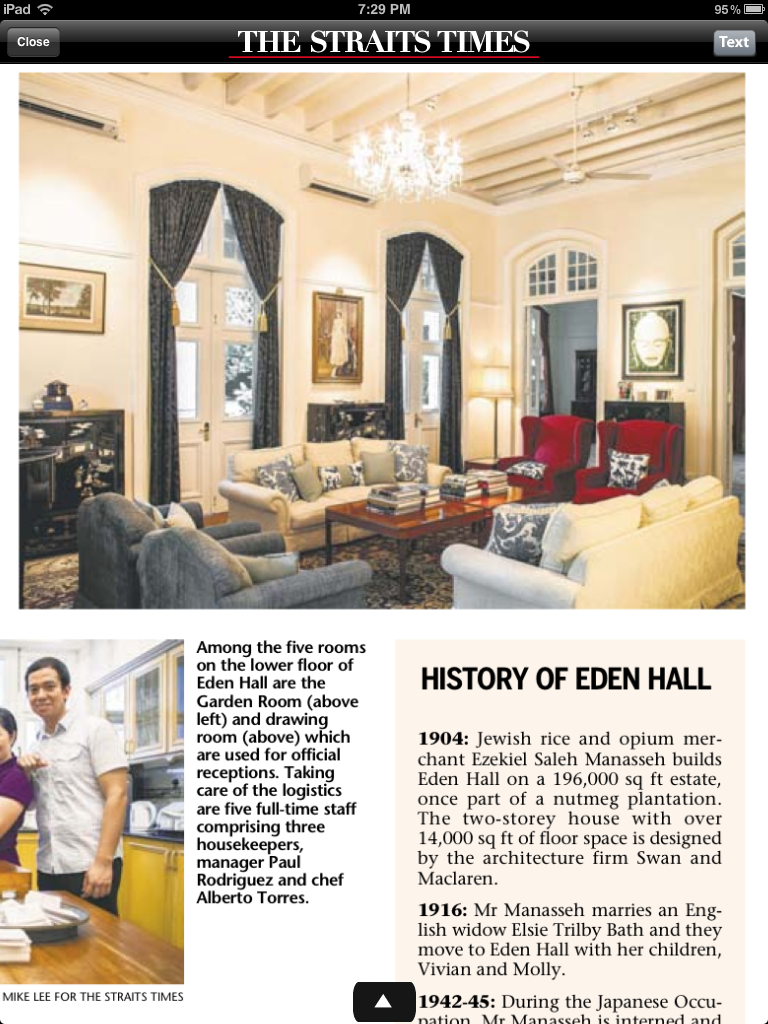 iPad
7:29 PM
95%
Close
THE STRAITS TIMES
Text
Among the five rooms
on the lower floor of
Eden Hall are the
Garden Room (above
left) and drawing
room (above) which
are used for official
receptions. Taking
care of the logistics
are five full-time staff
comprising three
housekeepers,
manager Paul
Rodriguez and chef
Alberto Torres.
MIKE LEE FOR THE STRAITS TIMES
HISTORY OF EDEN HALL
1904: Jewish rice and opium mer-
chant Ezekiel Saleh Manasseh builds
Eden Hall on a 196,000 sq ft estate,
once part of a nutmeg plantation.
The two-storey house with over
14,000 sq ft of floor space is designed
by the architecture firm Swan and
Maclaren.
1916: Mr Manasseh marries an Eng-
lish widow Elsie Trilby Bath and they
move to Eden Hall with her children,
Vivian and Molly.
1942-45: During the Japanese Occu-
pation, Mr Manasseh is interned and